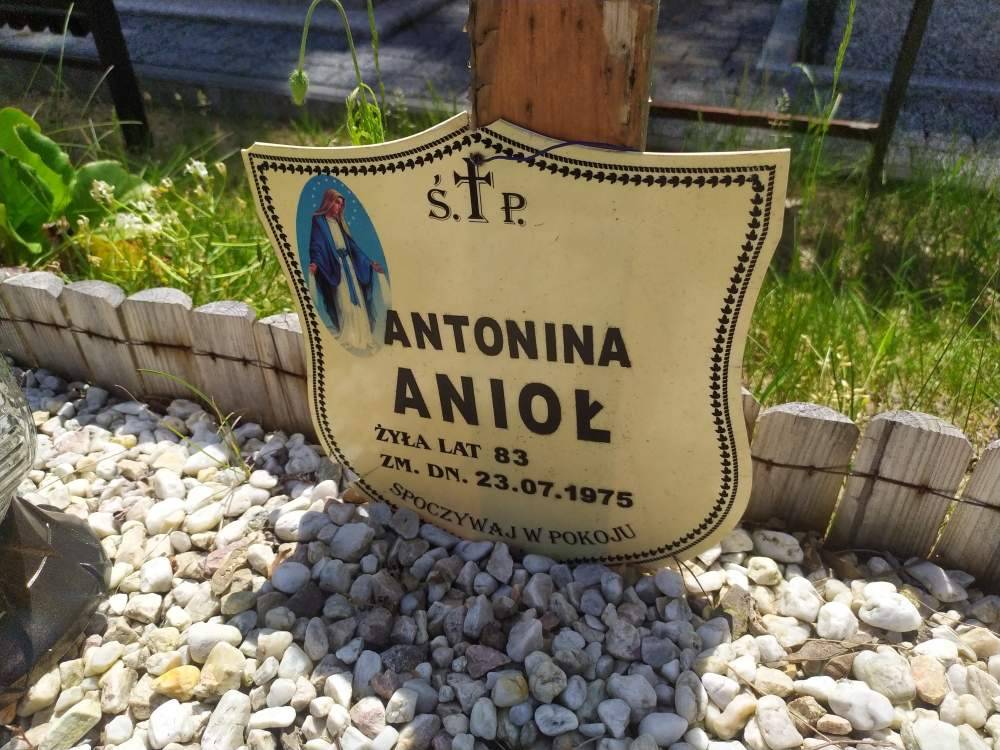 Ś. P.
ANTONINA
ANIOŁ
ŻYŁA LAT 83
ZM. DN. 23.07.1975
SPOCZYWAJ W POKOJU